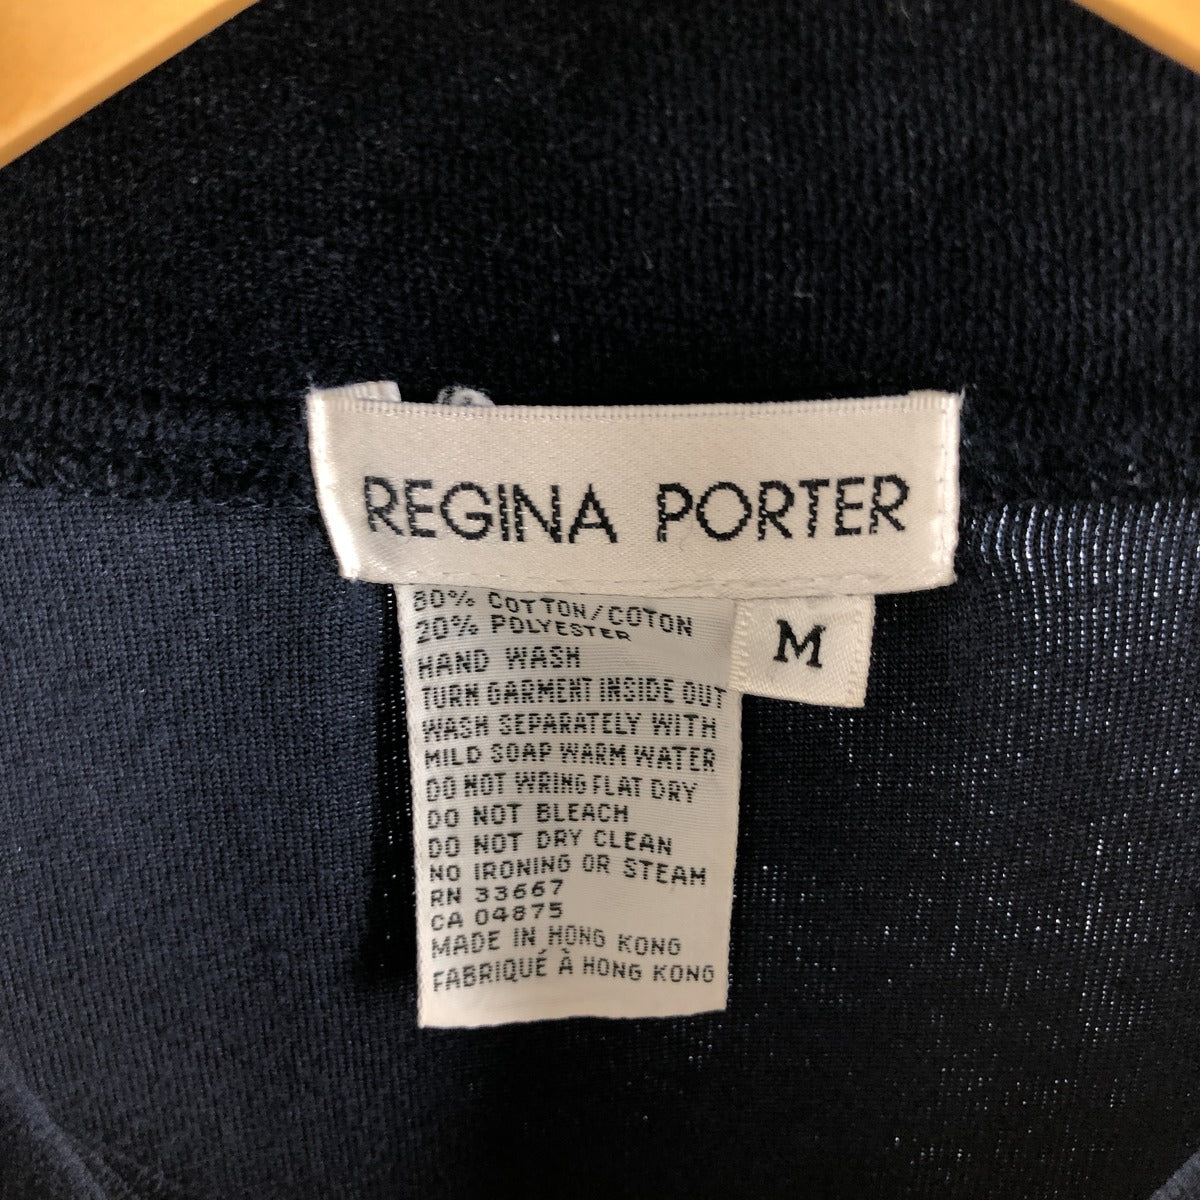 REGINA PORTER
M
80% COTTON/COTON
20% POLYESTER
HAND WASH
TURN GARMENT INSIDE OUT
WASH SEPARATELY WITH
MILD SOAP WARM WATER
DO NOT WRING FLAT DRY
DO NOT BLEACH
DO NOT DRY CLEAN
NO IRONING OR STEAM
RN 33667
CA 04875
MADE IN HONG KONG
FABRIQUÉ À HONG KONG